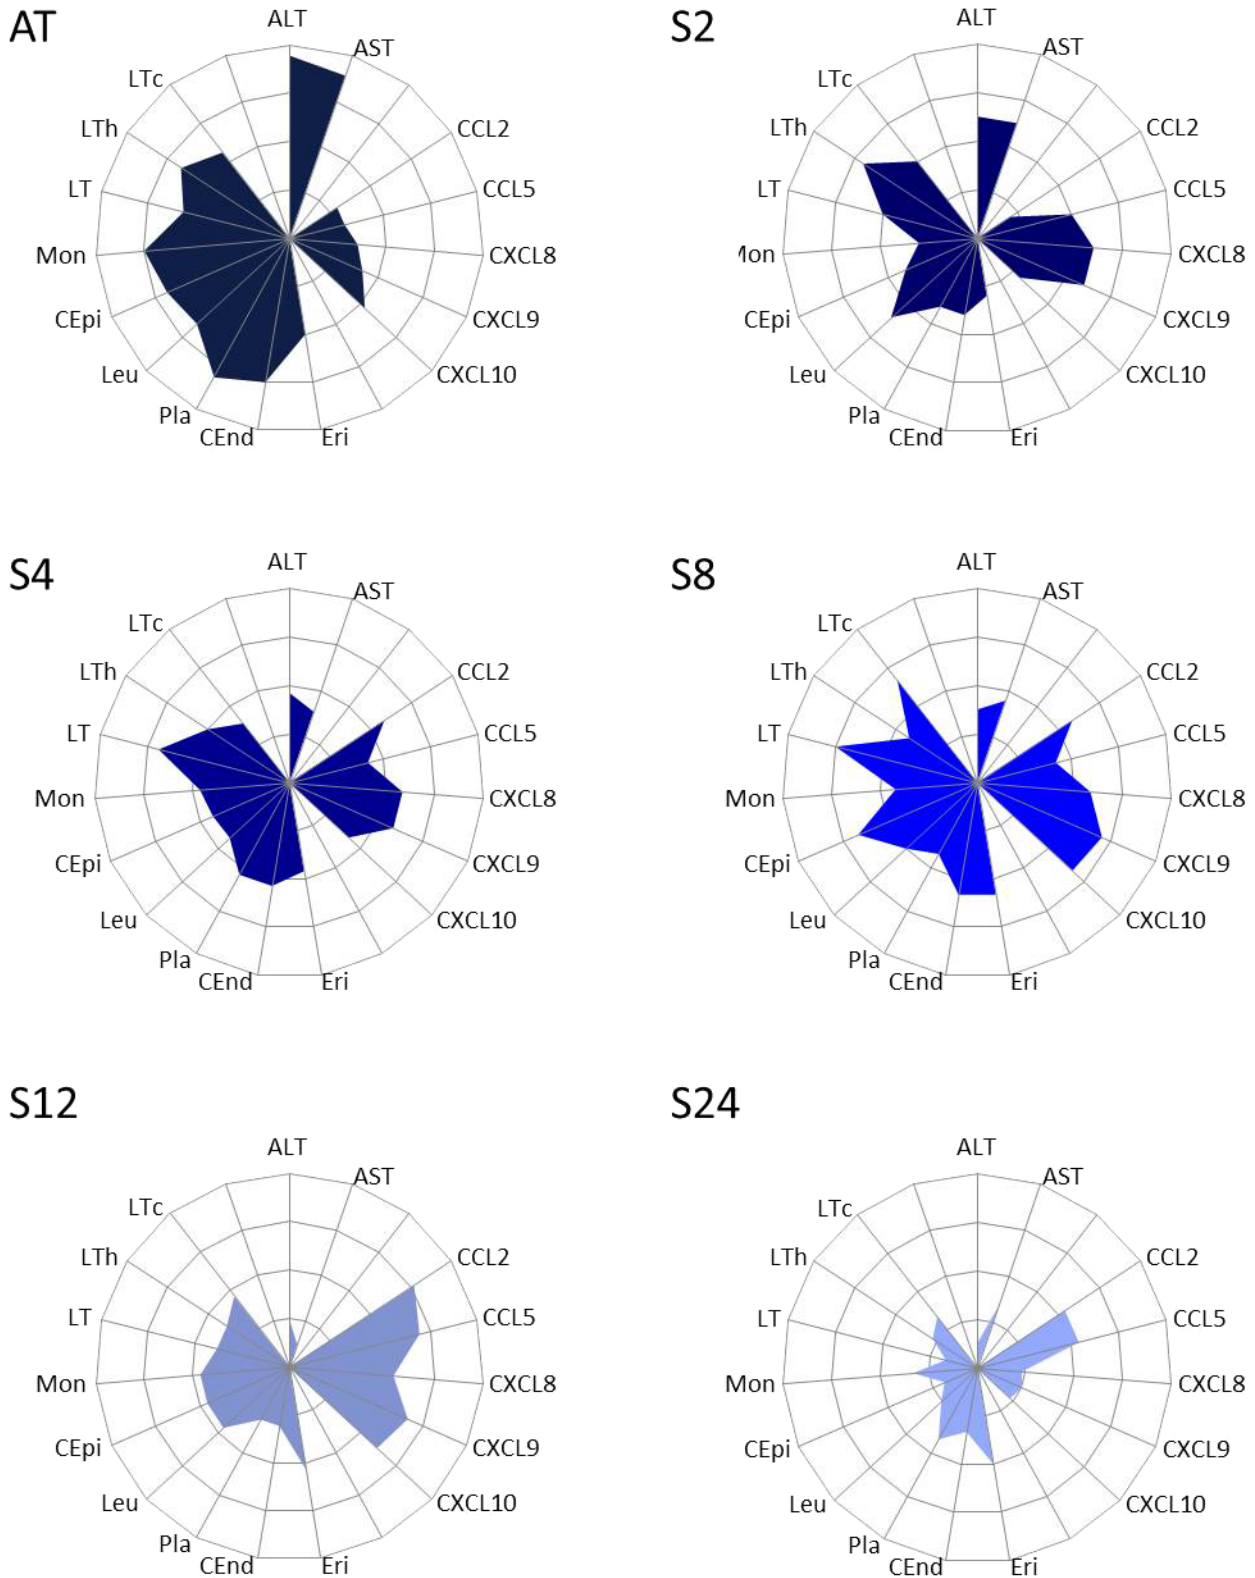 AT
ALT
AST
CCL2
CCL5
CXCL8
CXCL9
CXCL10
Eri
CEnd
Pla
Leu
CEpi
Mon
LT
LTh
LTc
S2
ALT
AST
CCL2
CCL5
CXCL8
CXCL9
CXCL10
Eri
CEnd
Pla
Leu
CEpi
Mon
LT
LTh
LTc
S4
ALT
AST
CCL2
CCL5
CXCL8
CXCL9
CXCL10
Eri
CEnd
Pla
Leu
CEpi
Mon
LT
LTh
LTc
S8
ALT
AST
CCL2
CCL5
CXCL8
CXCL9
CXCL10
Eri
CEnd
Pla
Leu
CEpi
Mon
LT
LTh
LTc
S12
ALT
AST
CCL2
CCL5
CXCL8
CXCL9
CXCL10
Eri
CEnd
Pla
Leu
CEpi
Mon
LT
LTh
LTc
S24
ALT
AST
CCL2
CCL5
CXCL8
CXCL9
CXCL10
Eri
CEnd
Pla
Leu
CEpi
Mon
LT
LTh
LTc